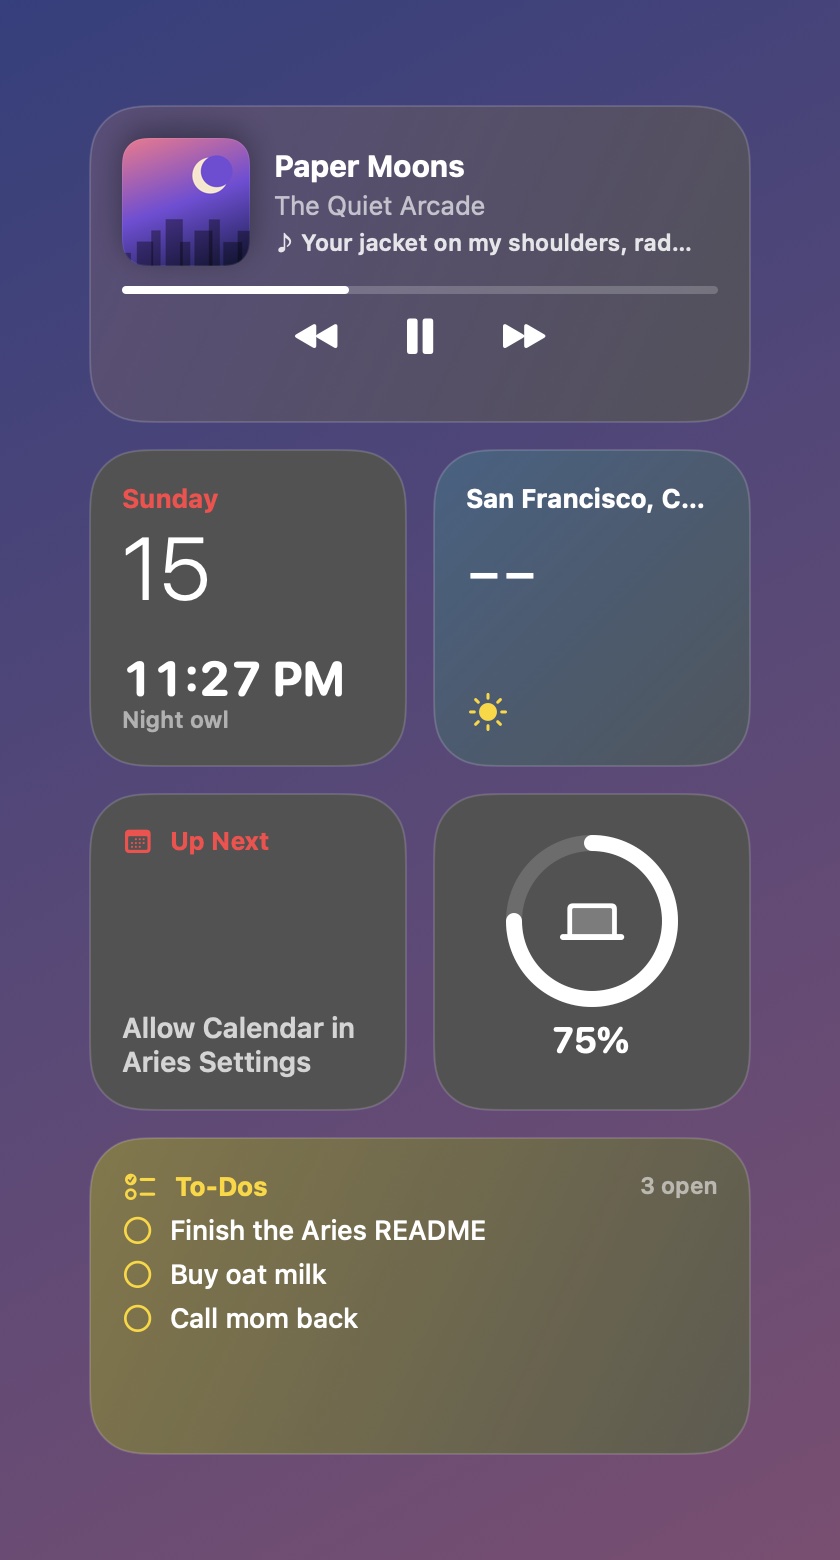 Paper Moons
The Quiet Arcade
♪ Your jacket on my shoulders, rad...
Sunday
15
11:27 PM
Night owl
San Francisco, C...
--
Up Next
Allow Calendar in
Aries Settings
75%
To-Dos
3 open
Finish the Aries README
Buy oat milk
Call mom back